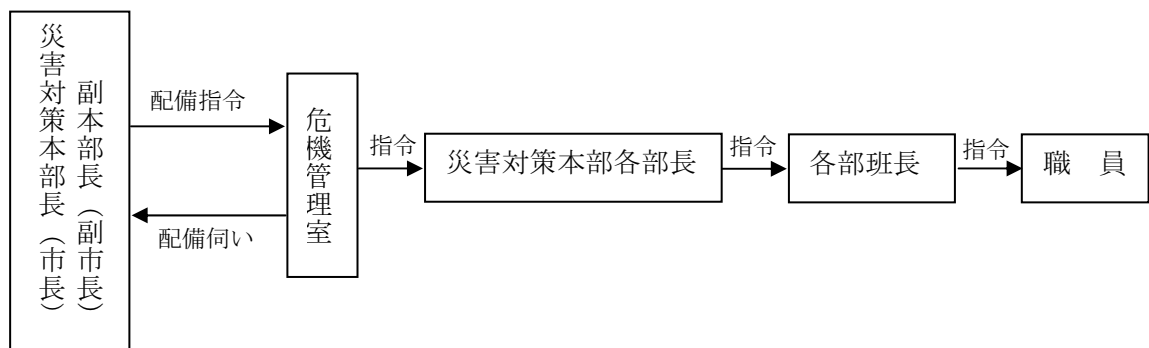 災害対策本部長（市長）
副本部長（副市長）
配備指令
配備伺い
危機管理室
指令
災害対策本部各部長
指令
各部班長
指令
職　員